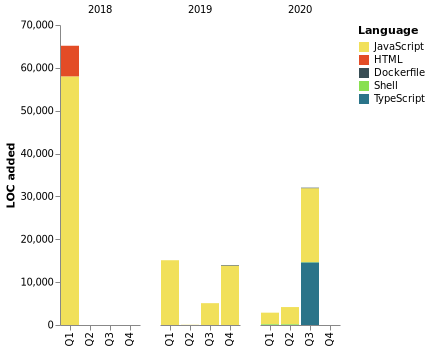 2018 2019 2020
Language
JavaScript
HTML
Dockerfile
Shell
TypeScript
LOC added
70,000
60,000
50,000
40,000
30,000
20,000
10,000
0
Q1 Q2 Q3 Q4 Q1 Q2 Q3 Q4 Q1 Q2 Q3 Q4